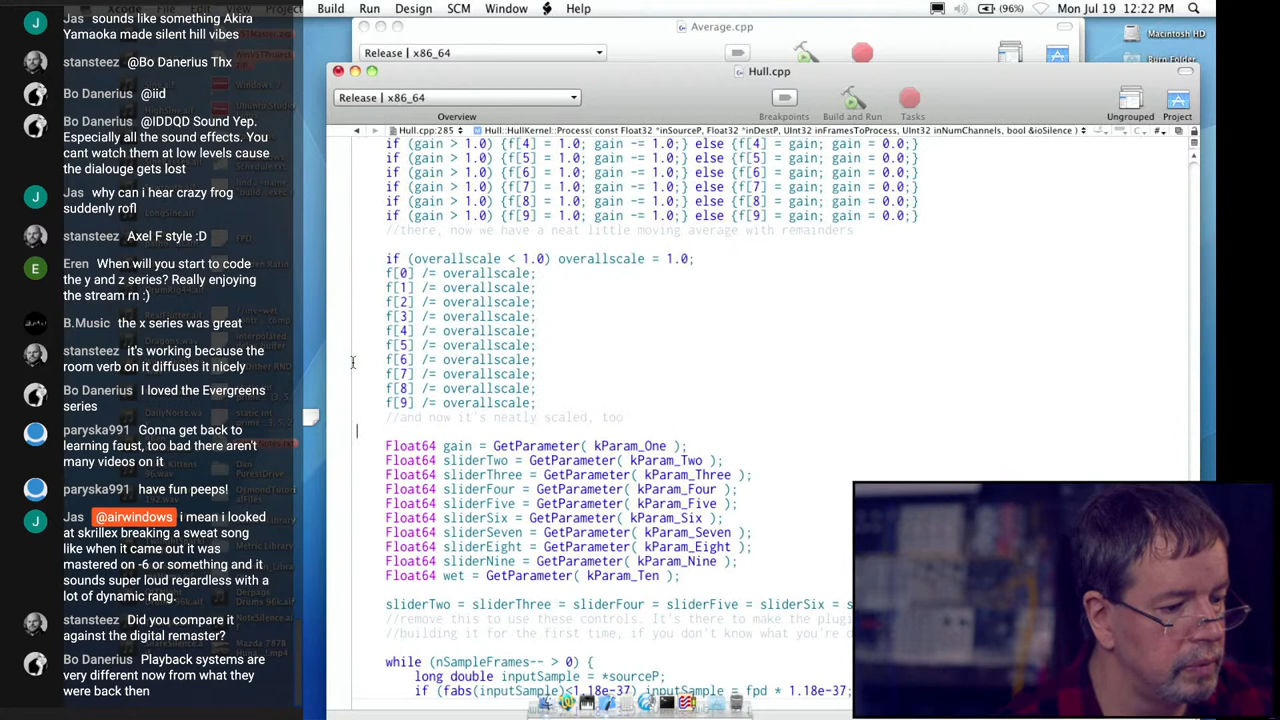 Jas sounds like something Akira
Yamaoka made silent hill vibes
stansteez @Bo Danerius Thx
Bo Danerius @iid
Bo Danerius @IDDQD Sound Yep.
Especially all the sound effects. You
cant watch them at low levels cause
the dialouge gets lost
Jas why can i hear crazy frog
suddenly rofl
stansteez Axel F style :D
Eren When will you start to code
the y and z series? Really enjoying
the stream rn :)
B.Music the x series was great
stansteez it's working because the
room verb on it diffuses it nicely
Bo Danerius I loved the Evergreens
series
paryska991 Gonna get back to
learning faust, too bad there aren't
many videos on it
paryska991 have fun peeps!
Jas @airwindows i mean i looked
at skrillex breaking a sweat song
like when it came out it was
mastered on -6 or something and it
sounds super loud regardless with a
lot of dynamic rang.
stansteez Did you compare it
against the digital remaster?
Bo Danerius Playback systems are
very different now from what they
were back then
Build Run Design SCM Window Help
(96%) Mon Jul 19 12:22 PM
Average.cpp
Release | x86_64
Macintosh HD
Burn Folder
Hull.cpp
Release | x86_64
Overview Breakpoints Build and Run Tasks Ungrouped Project
Hull.cpp:285 Hull::HullKernel::Process( const Float32 *inSourceP, Float32 *inDestP, UInt32 inFramesToProcess, UInt32 inNumChannels, bool &ioSilence )
if (gain > 1.0) {f[4] = 1.0; gain -= 1.0;} else {f[4] = gain; gain = 0.0;}
if (gain > 1.0) {f[5] = 1.0; gain -= 1.0;} else {f[5] = gain; gain = 0.0;}
if (gain > 1.0) {f[6] = 1.0; gain -= 1.0;} else {f[6] = gain; gain = 0.0;}
if (gain > 1.0) {f[7] = 1.0; gain -= 1.0;} else {f[7] = gain; gain = 0.0;}
if (gain > 1.0) {f[8] = 1.0; gain -= 1.0;} else {f[8] = gain; gain = 0.0;}
if (gain > 1.0) {f[9] = 1.0; gain -= 1.0;} else {f[9] = gain; gain = 0.0;}
//there, now we have a neat little moving average with remainders
if (overallscale < 1.0) overallscale = 1.0;
f[0] /= overallscale;
f[1] /= overallscale;
f[2] /= overallscale;
f[3] /= overallscale;
f[4] /= overallscale;
f[5] /= overallscale;
f[6] /= overallscale;
f[7] /= overallscale;
f[8] /= overallscale;
f[9] /= overallscale;
//and now it's neatly scaled, too
Float64 gain = GetParameter( kParam_One );
Float64 sliderTwo = GetParameter( kParam_Two );
Float64 sliderThree = GetParameter( kParam_Three );
Float64 sliderFour = GetParameter( kParam_Four );
Float64 sliderFive = GetParameter( kParam_Five );
Float64 sliderSix = GetParameter( kParam_Six );
Float64 sliderSeven = GetParameter( kParam_Seven );
Float64 sliderEight = GetParameter( kParam_Eight );
Float64 sliderNine = GetParameter( kParam_Nine );
Float64 wet = GetParameter( kParam_Ten );
sliderTwo = sliderThree = sliderFour = sliderFive = sliderSix = s
//remove this to use these controls. It's there to make the plugi
//building it for the first time, if you don't know what you're d
while (nSampleFrames-- > 0) {
long double inputSample = *sourceP;
if (fabs(inputSample)<1.18e-37) inputSample = fpd * 1.18e-37;